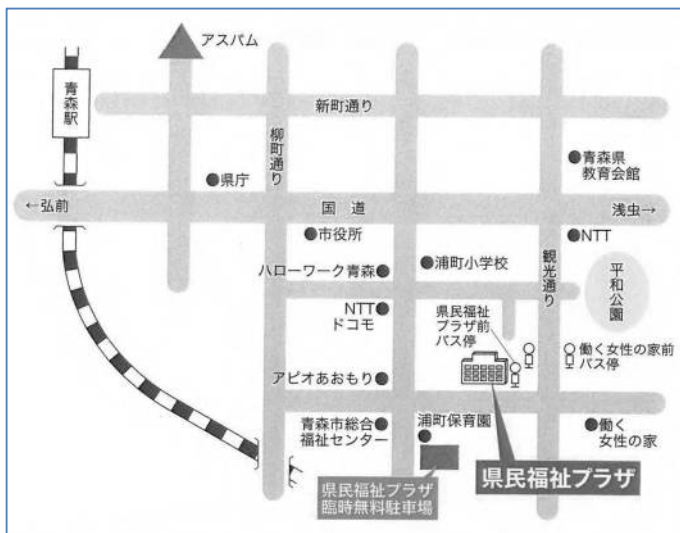 アスパム
青森駅
新町通り
柳町通り
青森県
教育会館
県庁
←弘前
国道
浅虫→
市役所
NTT
ハローワーク青森
浦町小学校
観光通り
平和公園
NTT
ドコモ
県民福祉
プラザ前
バス停
働く女性の家前
バス停
アピオあおもり
青森市総合
福祉センター
浦町保育園
働く
女性の家
県民福祉プラザ
県民福祉プラザ
臨時無料駐車場